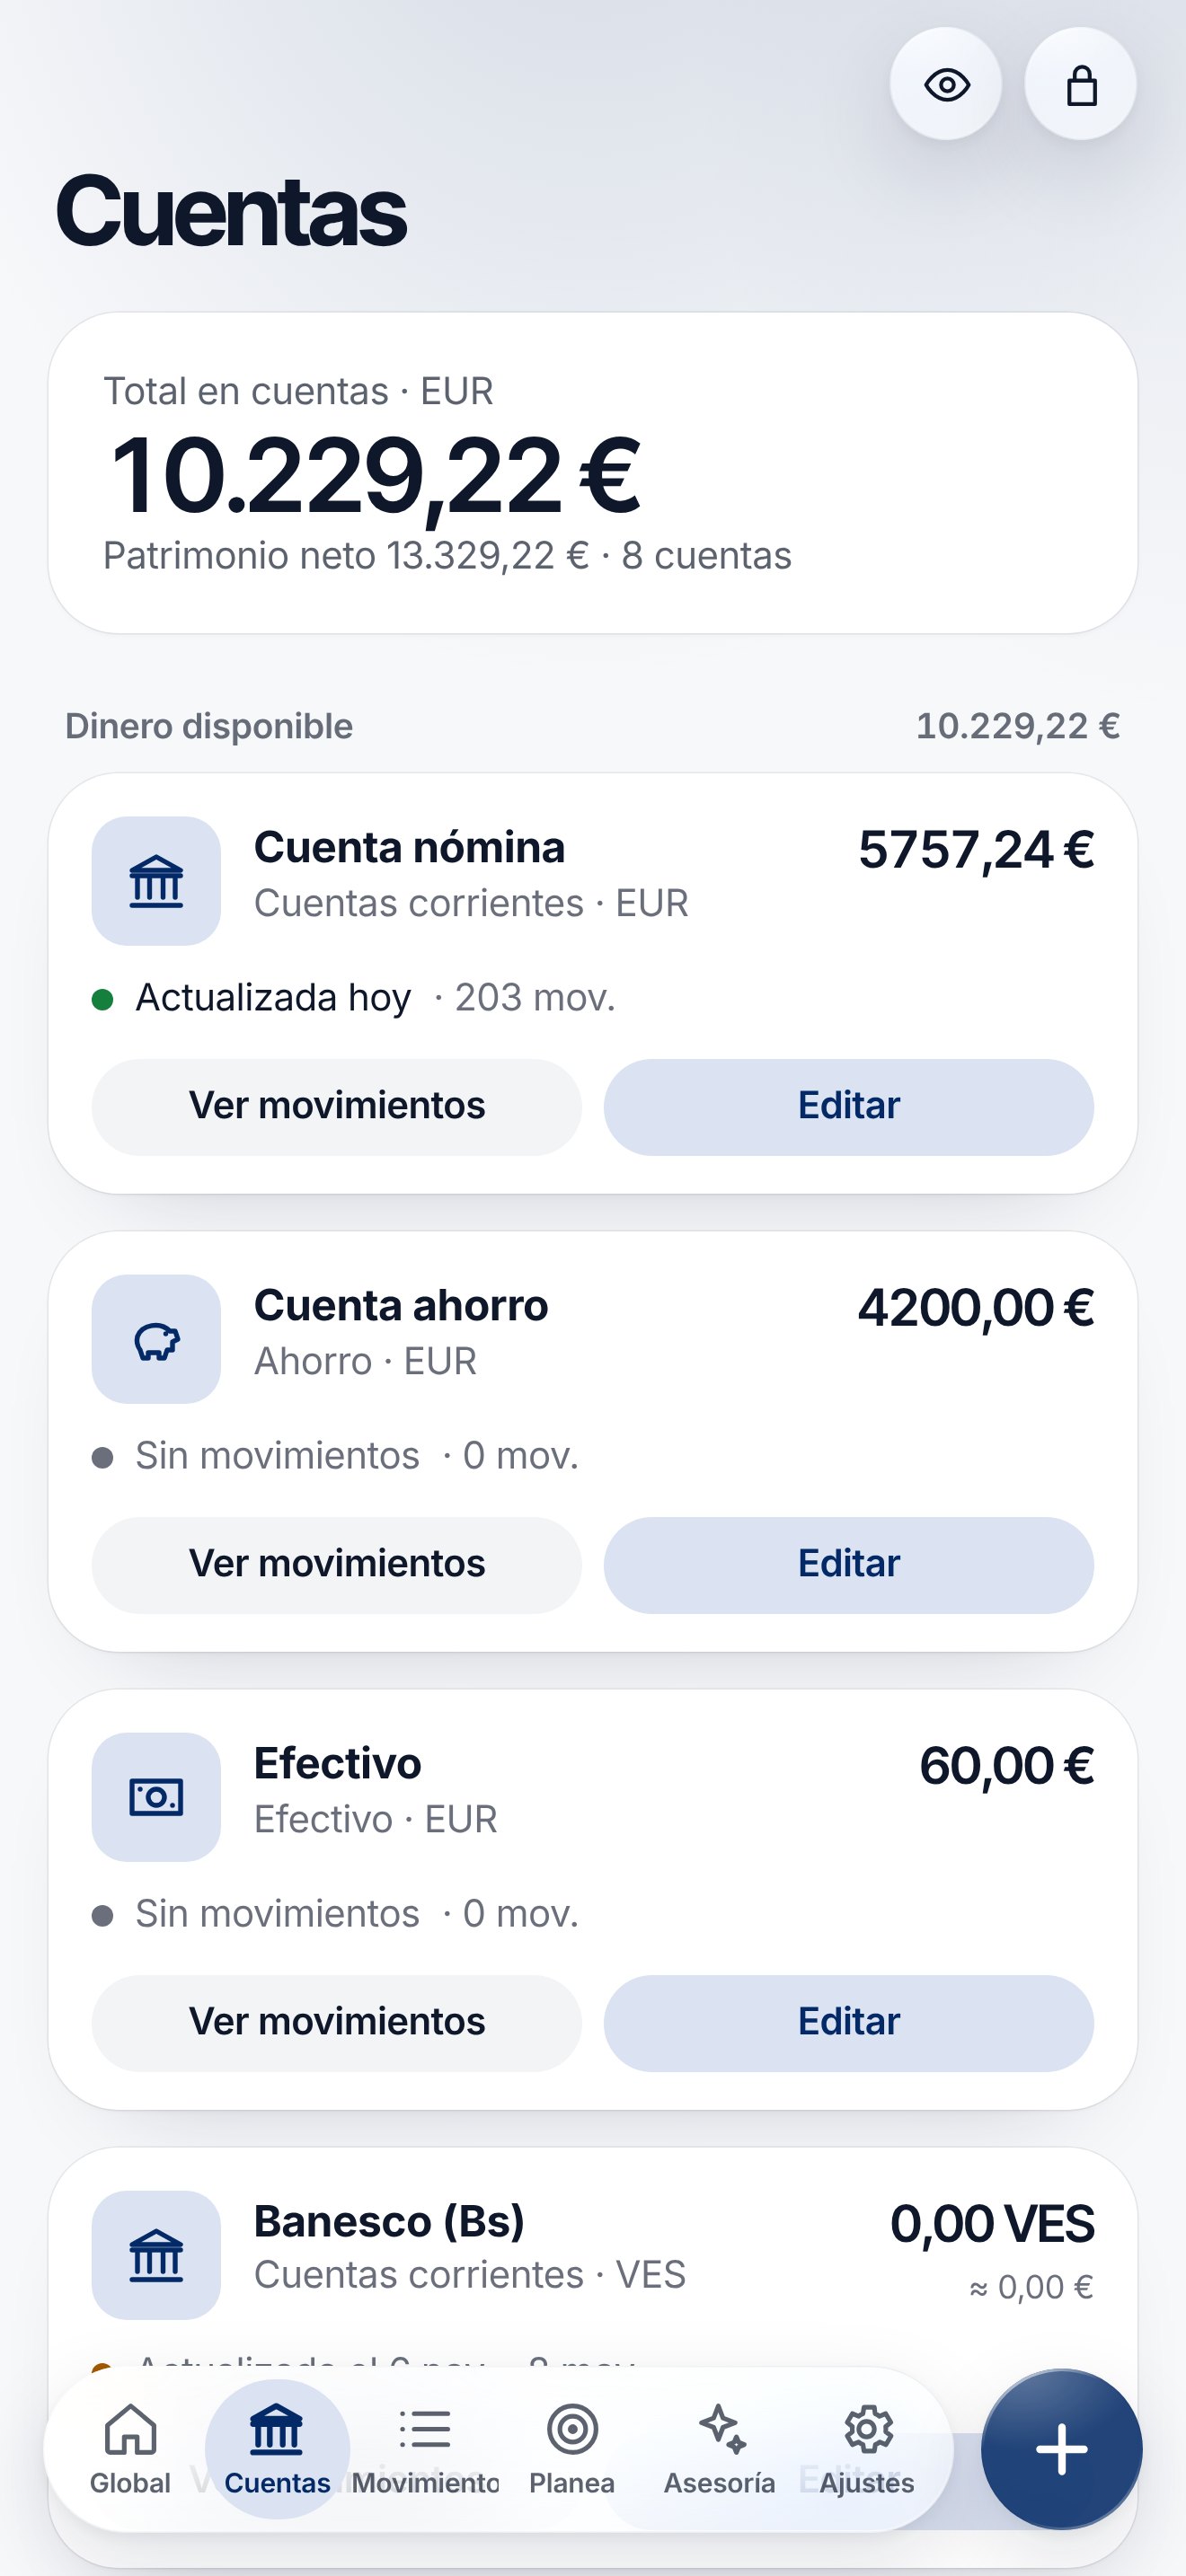 Cuentas
Total en cuentas · EUR
10.229,22 €
Patrimonio neto 13.329,22 € · 8 cuentas
Dinero disponible
10.229,22 €
Cuenta nómina
5757,24 €
Cuentas corrientes · EUR
Actualizada hoy · 203 mov.
Ver movimientos
Editar
Cuenta ahorro
4200,00 €
Ahorro · EUR
Sin movimientos · 0 mov.
Ver movimientos
Editar
Efectivo
60,00 €
Efectivo · EUR
Sin movimientos · 0 mov.
Ver movimientos
Editar
Banesco (Bs)
0,00 VES
Cuentas corrientes · VES
≈ 0,00 €
Global
Cuentas
Movimiento
Planea
Asesoría
Ajustes